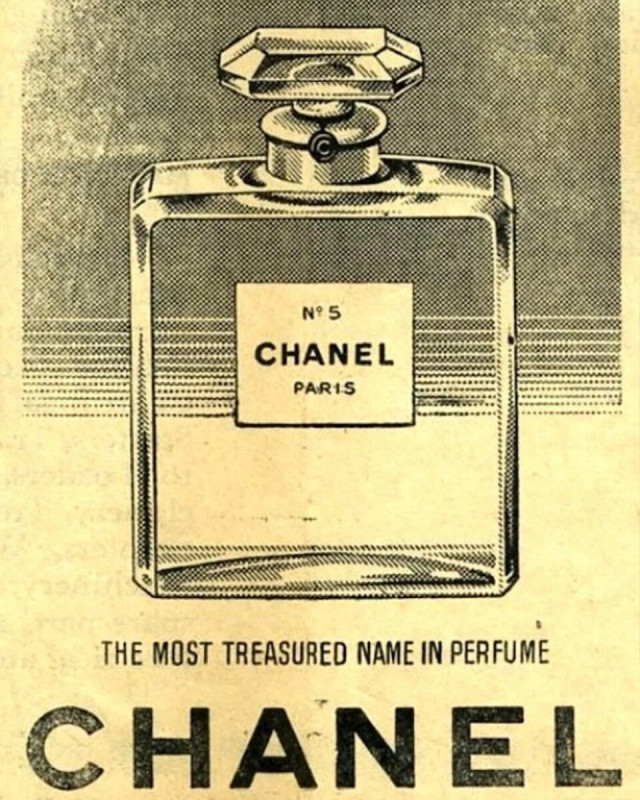 C
Nº 5
CHANEL
PARIS
THE MOST TREASURED NAME IN PERFUME
CHANEL